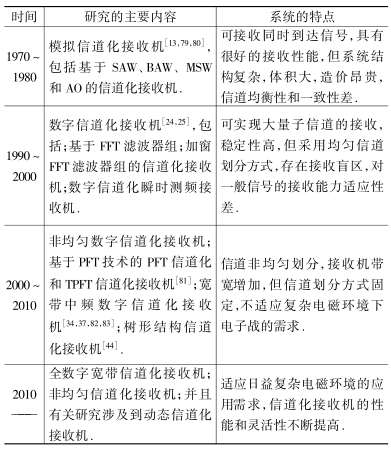 时间 研究的主要内容 系统的特点
1970~
1980
模拟信道化接收机[13,79,80],
包括基于 SAW、BAW、MSW
和 AO 的信道化接收机.
可接收同时到达信号,具有
很好的接收性能,但系统结
构复杂,体积大,造价昂贵,
信道均衡性和一致性差.
1990~
2000
数字信道化接收机[24,25],包
括;基于 FFT 滤波器组;加窗
FFT 滤波器组的信道化接收
机;数字信道化瞬时测频接
收机.
可实现大量子信道的接收,
稳定性高,但采用均匀信道
划分方式,存在接收盲区,对
一般信号的接收能力适应性
差.
2000~
2010
非均匀数字信道化接收机;
基于 PFT 技术的 PFT 信道化
和 TPFT 信道化接收机[81];宽
带中频数字信道化接收
机[34,37,82,83];树形结构信道
化接收机[44].
信道非均匀划分,接收机带
宽增加,但信道划分方式固
定,不适应复杂电磁环境下
电子战的需求.
2010
——
全数字宽带信道化接收机;
非均匀信道化接收机;并且
有关研究涉及到动态信道化
接收机.
适应日益复杂电磁环境的应
用需求,信道化接收机的性
能和灵活性不断提高.